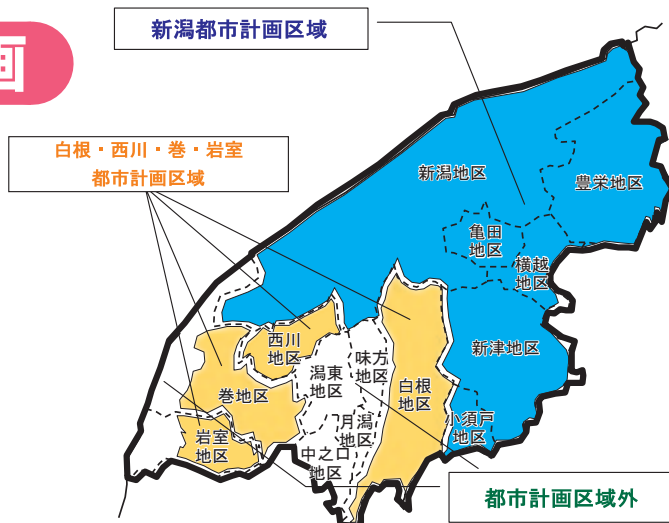 新潟都市計画区域
画
白根・西川・巻・岩室
都市計画区域
新潟地区
豊栄地区
亀田
地区
横越
地区
西川
地区
味方
地区
新津地区
潟東
地区
白根
地区
巻地区
月潟
地区
小須戸
地区
岩室
地区
中之口
地区
都市計画区域外